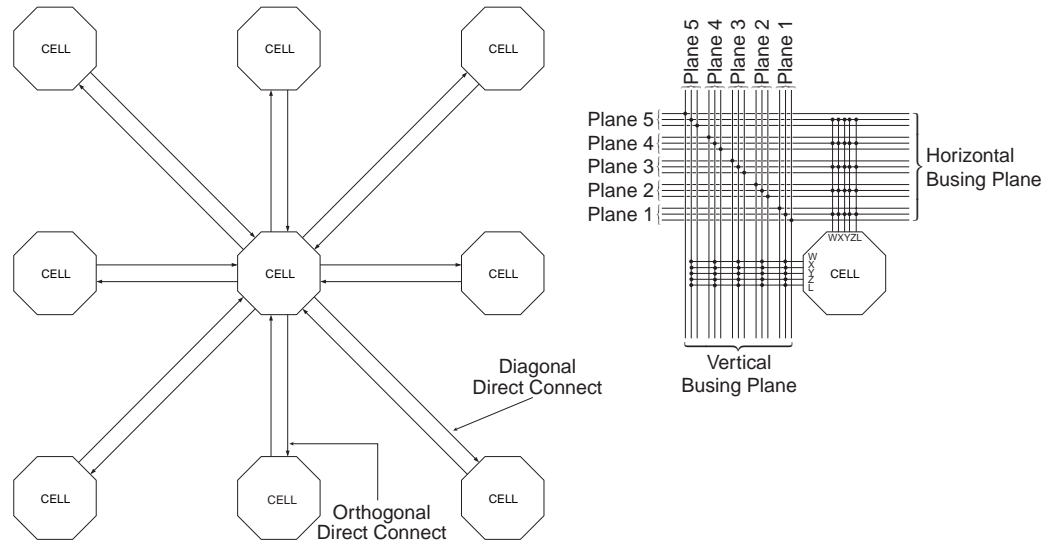 CELL
CELL
CELL
CELL
CELL
CELL
CELL
CELL
CELL
Diagonal
Direct Connect
Orthogonal
Direct Connect
Plane 5
Plane 4
Plane 3
Plane 2
Plane 1
Plane 5
Plane 4
Plane 3
Plane 2
Plane 1
Horizontal
Busing Plane
WXYZL
W
X
Y
Z
L
CELL
Vertical
Busing Plane